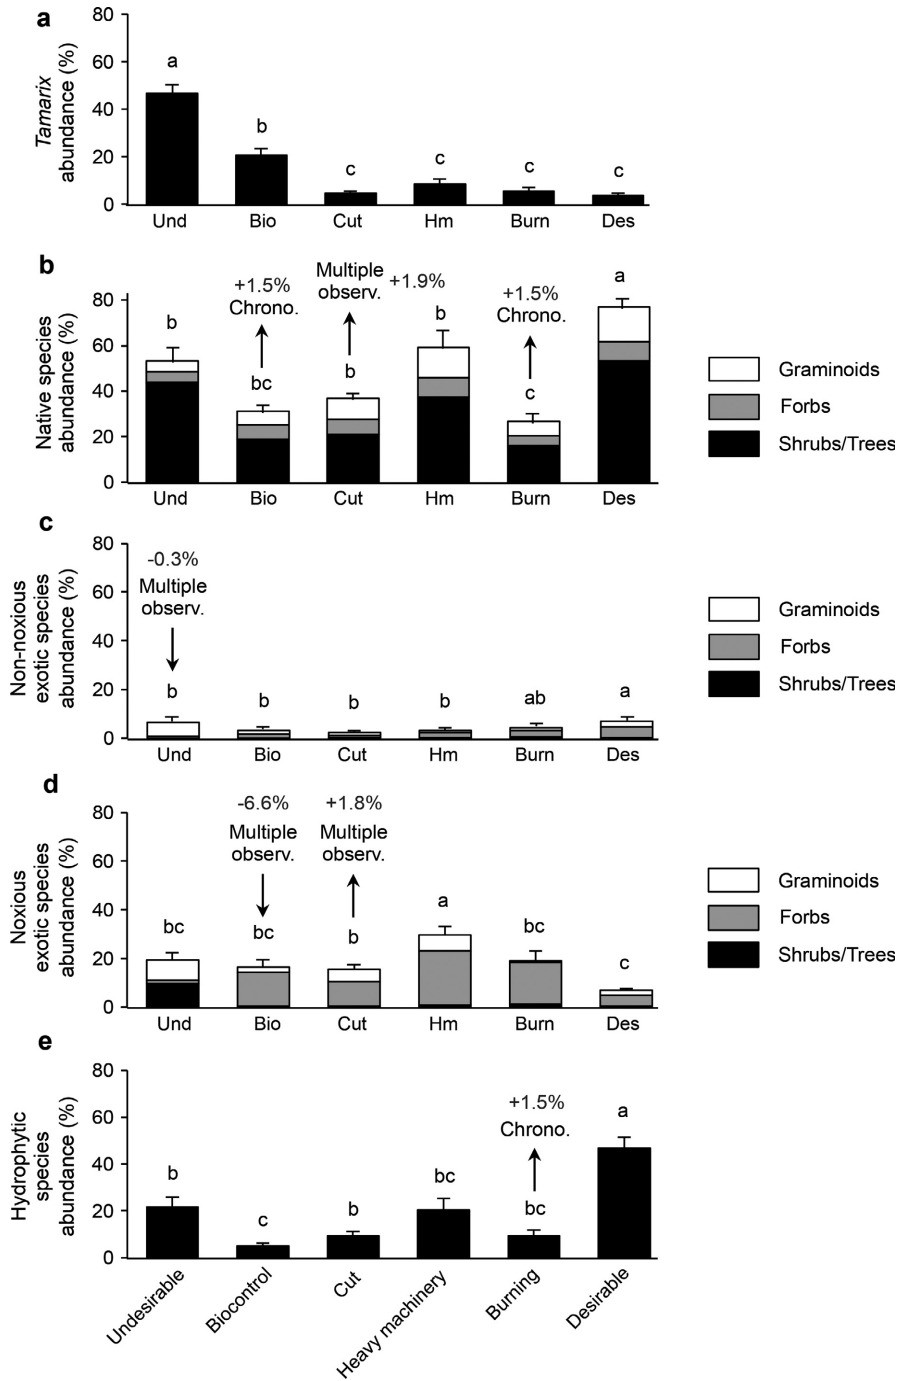 a
Tamarix
abundance (%)
80
60
40
20
0
a
b
c
c
c
c
Und Bio Cut Hm Burn Des
b
Native species
abundance (%)
80
60
40
20
0
b
+1.5%
Chrono.
bc
Multiple
observ.
b
+1.9%
b
+1.5%
Chrono.
c
a
Und Bio Cut Hm Burn Des
Graminoids
Forbs
Shrubs/Trees
c
Non-noxious
exotic species
abundance (%)
80
60
40
20
0
-0.3%
Multiple
observ.
b
b
b
b
ab
a
Und Bio Cut Hm Burn Des
Graminoids
Forbs
Shrubs/Trees
d
Noxious
exotic species
abundance (%)
80
60
40
20
0
bc
-6.6%
Multiple
observ.
bc
+1.8%
Multiple
observ.
b
a
bc
c
Und Bio Cut Hm Burn Des
Graminoids
Forbs
Shrubs/Trees
e
Hydrophytic
species
abundance (%)
80
60
40
20
0
b
c
b
bc
+1.5%
Chrono.
bc
a
Undesirable
Biocontrol
Cut
Heavy machinery
Burning
Desirable